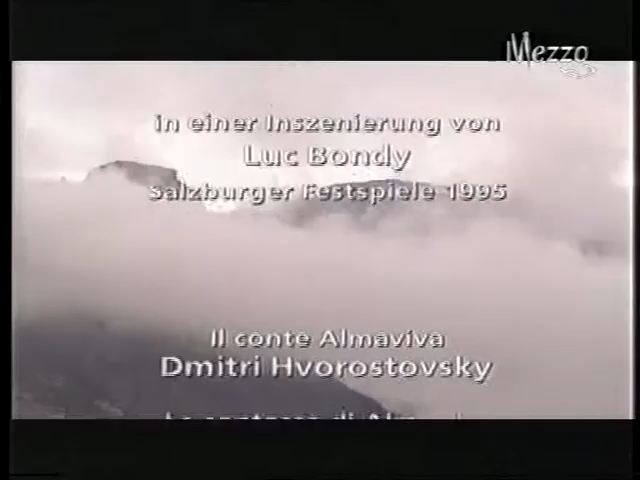 Mezzo
in einer Inszenierung von
Luc Bondy
Salzburger Festspiele 1995
Il conte Almaviva
Dmitri Hvorostovsky